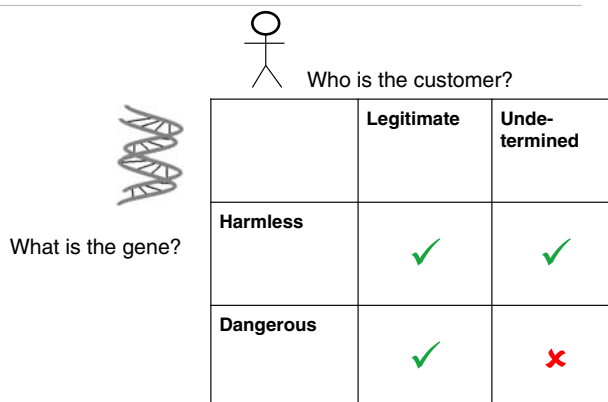 Who is the customer?
Legitimate
Unde-
termined
What is the gene?
Harmless
Dangerous